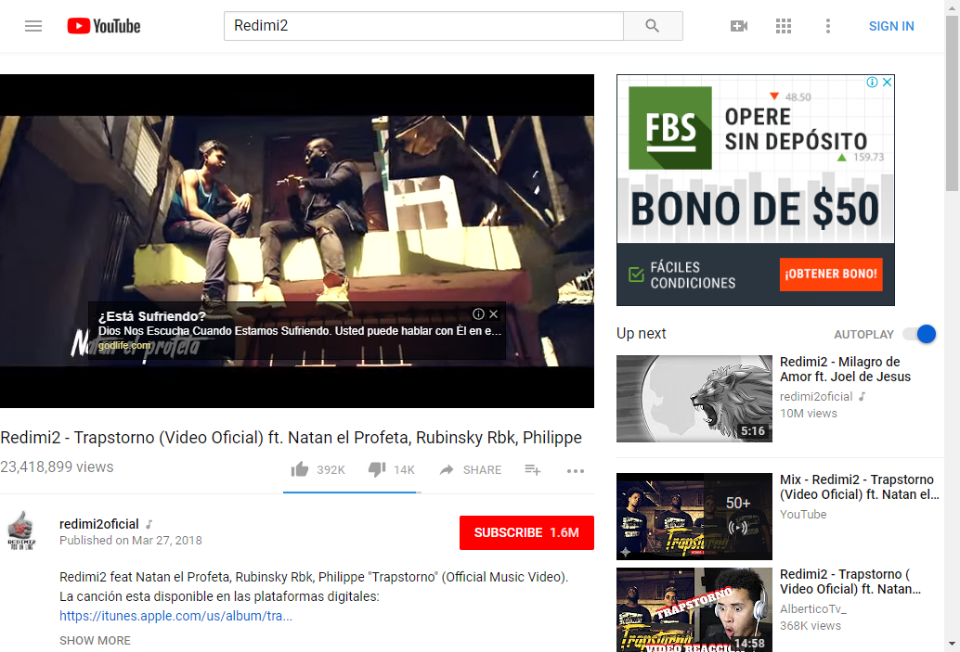 YouTube
Redimi2
SIGN IN
¿Está Sufriendo?
Dios Nos Escucha Cuando Estamos Sufriendo. Usted puede hablar con Él en e...
godlife.com
Natan el profeta
Redimi2 - Trapstorno (Video Oficial) ft. Natan el Profeta, Rubinsky Rbk, Philippe
23,418,899 views
392K
14K
SHARE
redimi2oficial
Published on Mar 27, 2018
SUBSCRIBE 1.6M
Redimi2 feat Natan el Profeta, Rubinsky Rbk, Philippe "Trapstorno" (Official Music Video).
La canción esta disponible en las plataformas digitales:
https://itunes.apple.com/us/album/tra...
SHOW MORE
FBS
48.50
OPERE
SIN DEPÓSITO
159.73
BONO DE $50
FÁCILES
CONDICIONES
¡OBTENER BONO!
Up next
AUTOPLAY
5:16
Redimi2 - Milagro de
Amor ft. Joel de Jesus
redimi2oficial
10M views
50+
Trapstorno
Mix - Redimi2 - Trapstorno
(Video Oficial) ft. Natan el...
YouTube
TRAPSTORNO
Trapstorno
VIDEO REACCIO...
14:58
Redimi2 - Trapstorno (
Video Oficial) ft. Natan...
AlberticoTv_
368K views